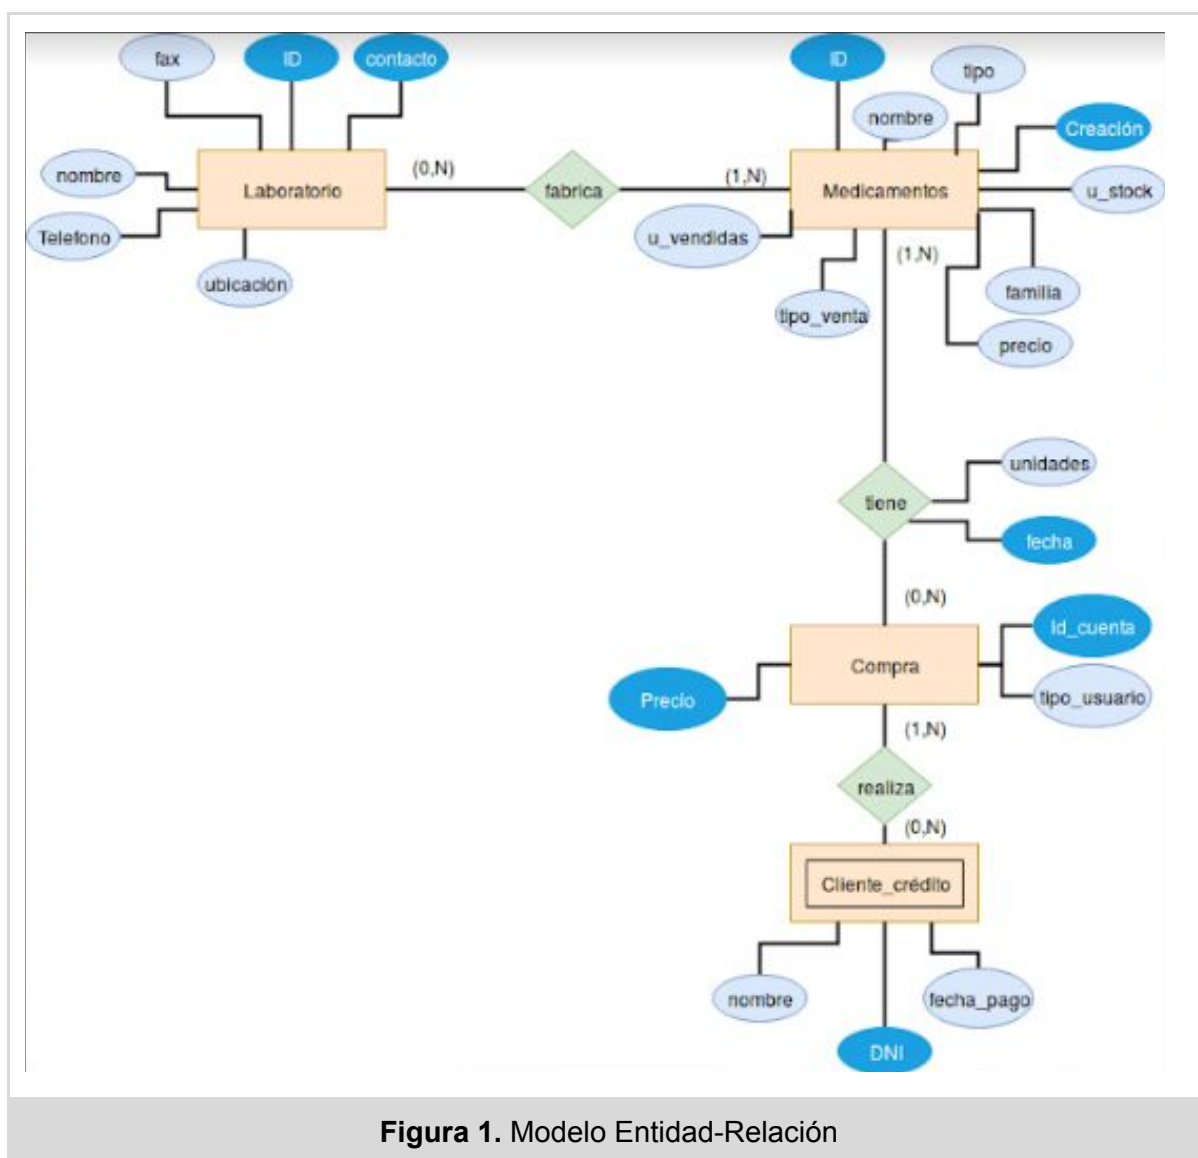 fax
ID
contacto
ID
tipo
nombre
Creación
nombre
Laboratorio
(0,N)
fabrica
(1,N)
Medicamentos
u_stock
Telefono
u_vendidas
(1,N)
ubicación
tipo_venta
familia
precio
unidades
tiene
fecha
(0,N)
Id_cuenta
Compra
Precio
tipo_usuario
(1,N)
realiza
(0,N)
Cliente_crédito
nombre
fecha_pago
DNI
Figura 1. Modelo Entidad-Relación